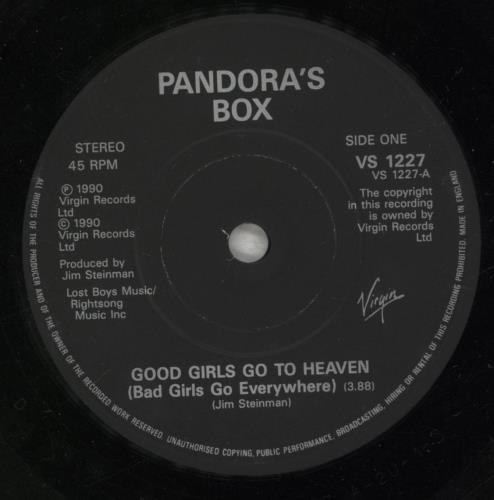 PANDORA'S
BOX
STEREO
45 RPM
℗ 1990
Virgin Records
Ltd
© 1990
Virgin Records
Ltd
Produced by
Jim Steinman
Lost Boys Music/
Rightsong
Music Inc
SIDE ONE
VS 1227
VS 1227-A
The copyright
in this recording
is owned by
Virgin Records
Ltd
Virgin
GOOD GIRLS GO TO HEAVEN
(Bad Girls Go Everywhere) (3.88)
(Jim Steinman)
ALL RIGHTS OF THE PRODUCER AND OF THE OWNER OF THE RECORDED WORK RESERVED. UNAUTHORISED COPYING, PUBLIC PERFORMANCE, BROADCASTING, HIRING OR RENTAL OF THIS RECORDING PROHIBITED. MADE IN ENGLAND